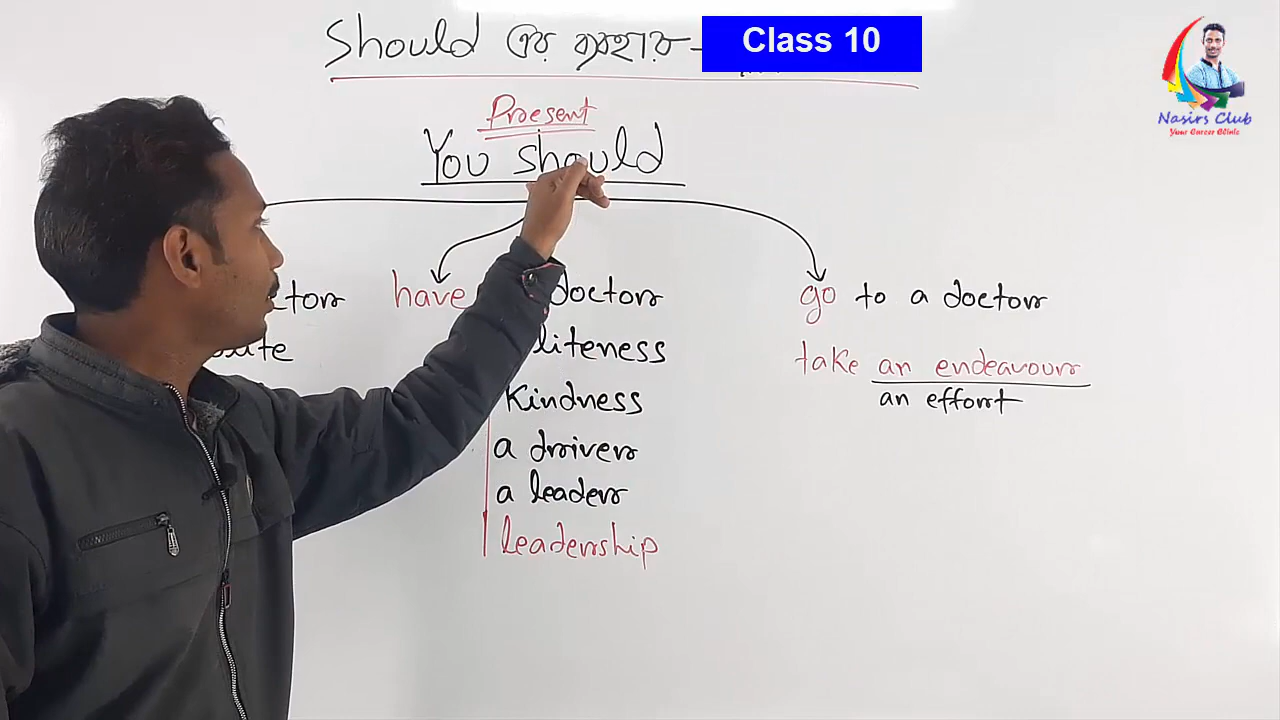 Should এর ব্যবহার -
Class 10
Nasirs Club
Your Career Clinic
Present
You should
have doctor
Kindness
a driver
a leader
leadership
go to a doctor
take an endeavour
an effort